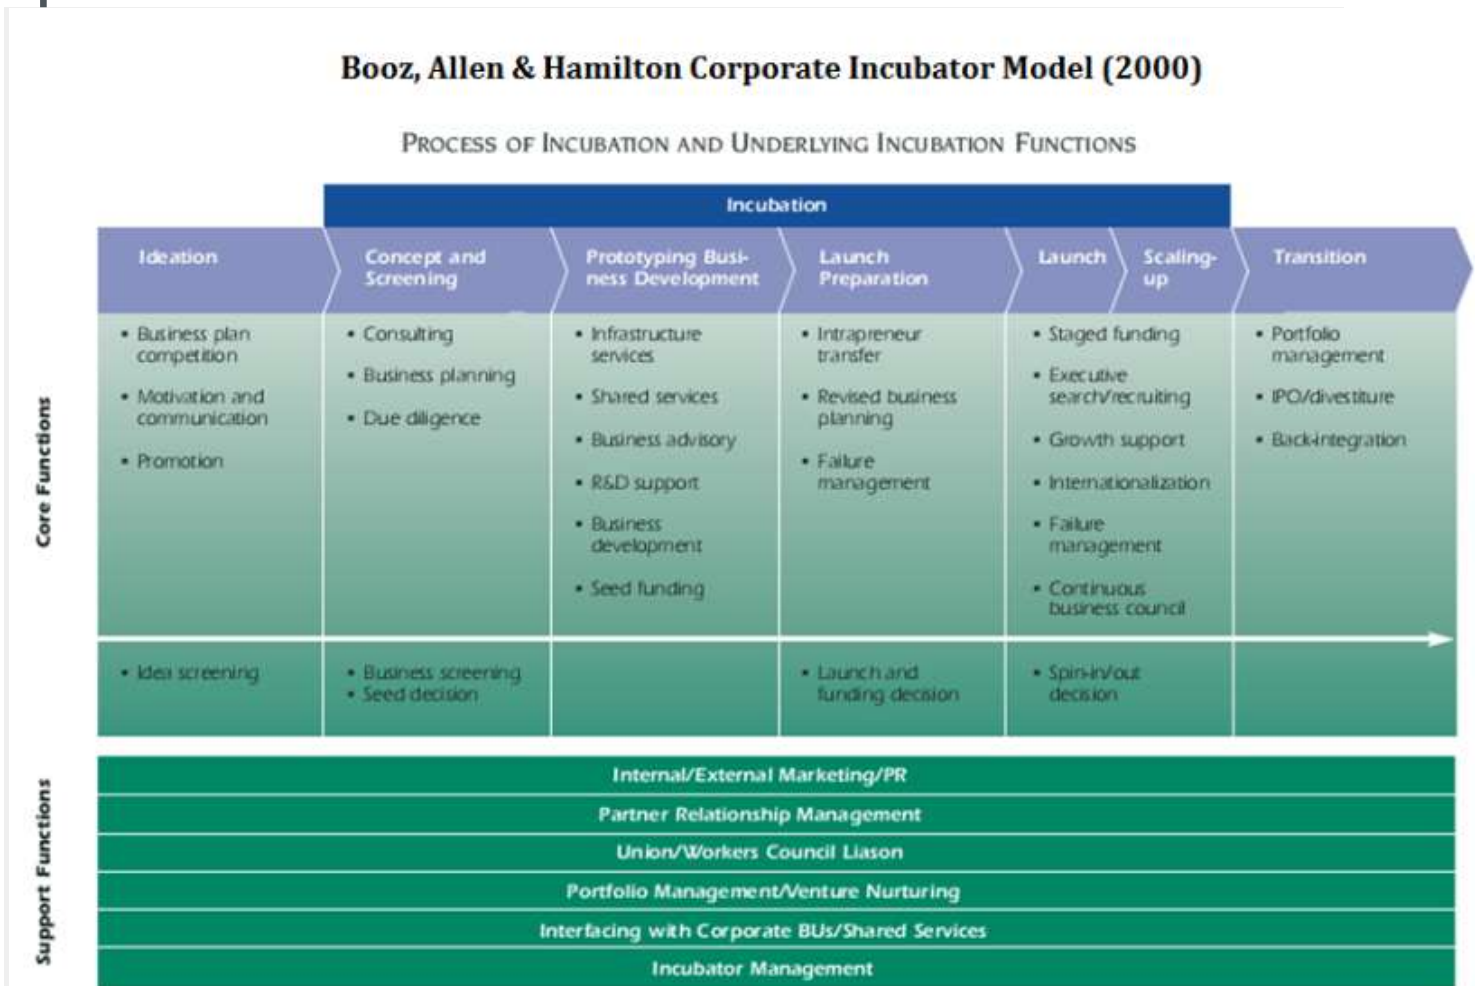 Booz, Allen & Hamilton Corporate Incubator Model (2000)
PROCESS OF INCUBATION AND UNDERLYING INCUBATION FUNCTIONS
Incubation
Ideation
Concept and
Screening
Prototyping Busi-
ness Development
Launch
Preparation
Launch
Scaling-
up
Transition
Core Functions
• Business plan
competition
• Motivation and
communication
• Promotion
• Consulting
• Business planning
• Due diligence
• Infrastructure
services
• Shared services
• Business advisory
• R&D support
• Business
development
• Seed funding
• Intrapreneur
transfer
• Revised business
planning
• Failure
management
• Staged funding
• Executive
search/recruiting
• Growth support
• Internationalization
• Failure
management
• Continuous
business council
• Portfolio
management
• IPO/divestiture
• Back-integration
• Idea screening
• Business screening
• Seed decision
• Launch and
funding decision
• Spin-in/out
decision
Support Functions
Internal/External Marketing/PR
Partner Relationship Management
Union/Workers Council Liason
Portfolio Management/Venture Nurturing
Interfacing with Corporate BUs/Shared Services
Incubator Management